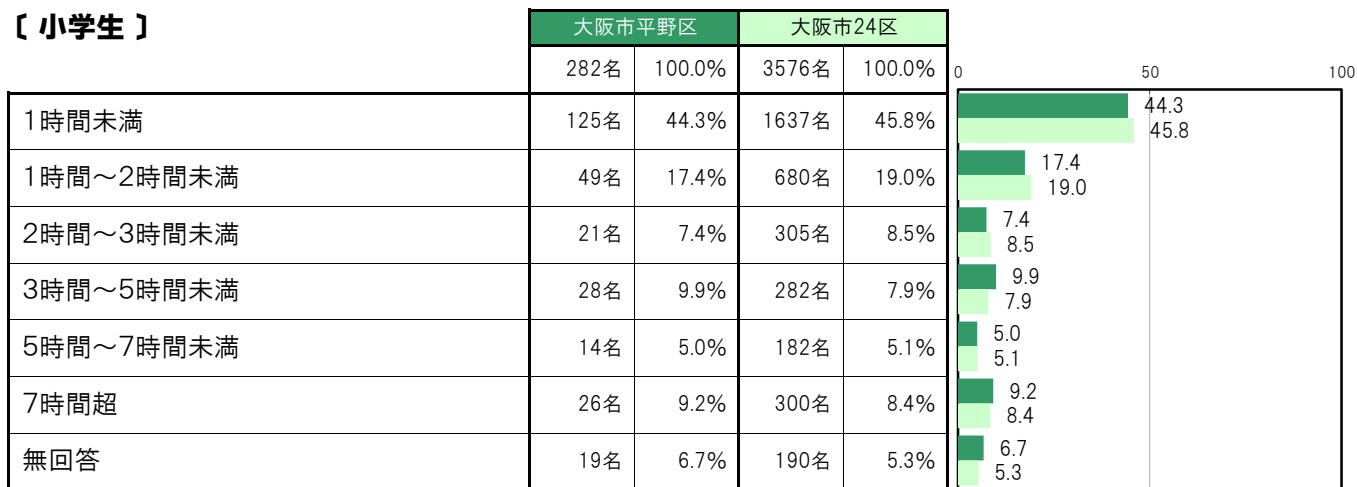 〔 小学生 〕
大阪市平野区 大阪市24区
282名 100.0% 3576名 100.0% 0 50 100
1時間未満 125名 44.3% 1637名 45.8% 44.3
45.8
1時間～2時間未満 49名 17.4% 680名 19.0% 17.4
19.0
2時間～3時間未満 21名 7.4% 305名 8.5% 7.4
8.5
3時間～5時間未満 28名 9.9% 282名 7.9% 9.9
7.9
5時間～7時間未満 14名 5.0% 182名 5.1% 5.0
5.1
7時間超 26名 9.2% 300名 8.4% 9.2
8.4
無回答 19名 6.7% 190名 5.3% 6.7
5.3